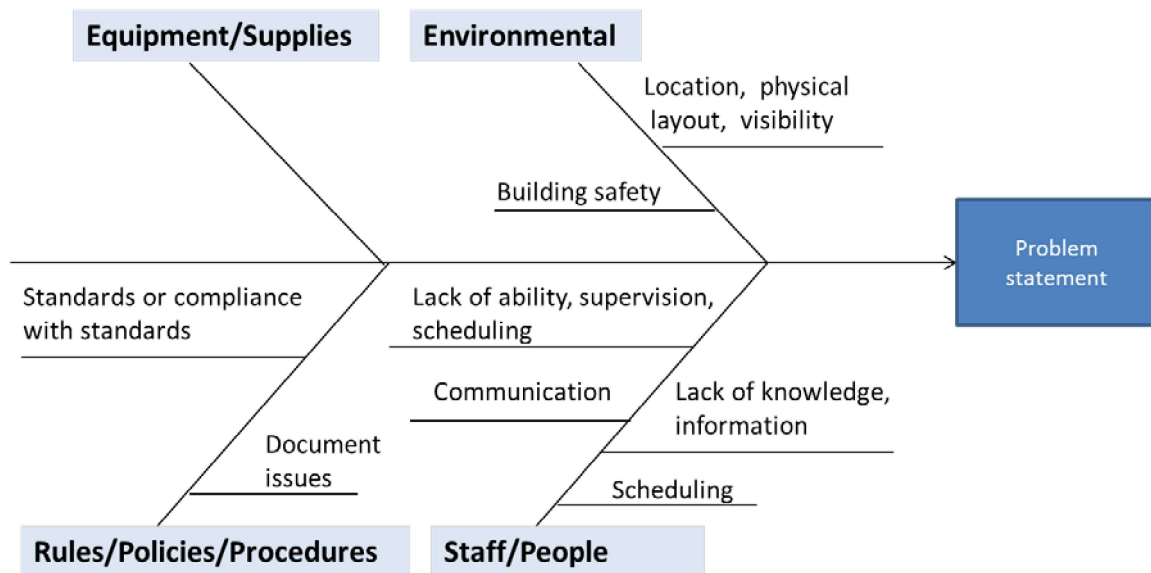 Equipment/Supplies
Environmental
Location, physical
layout, visibility
Building safety
Problem
statement
Standards or compliance
with standards
Lack of ability, supervision,
scheduling
Communication
Lack of knowledge,
information
Document
issues
Scheduling
Rules/Policies/Procedures
Staff/People